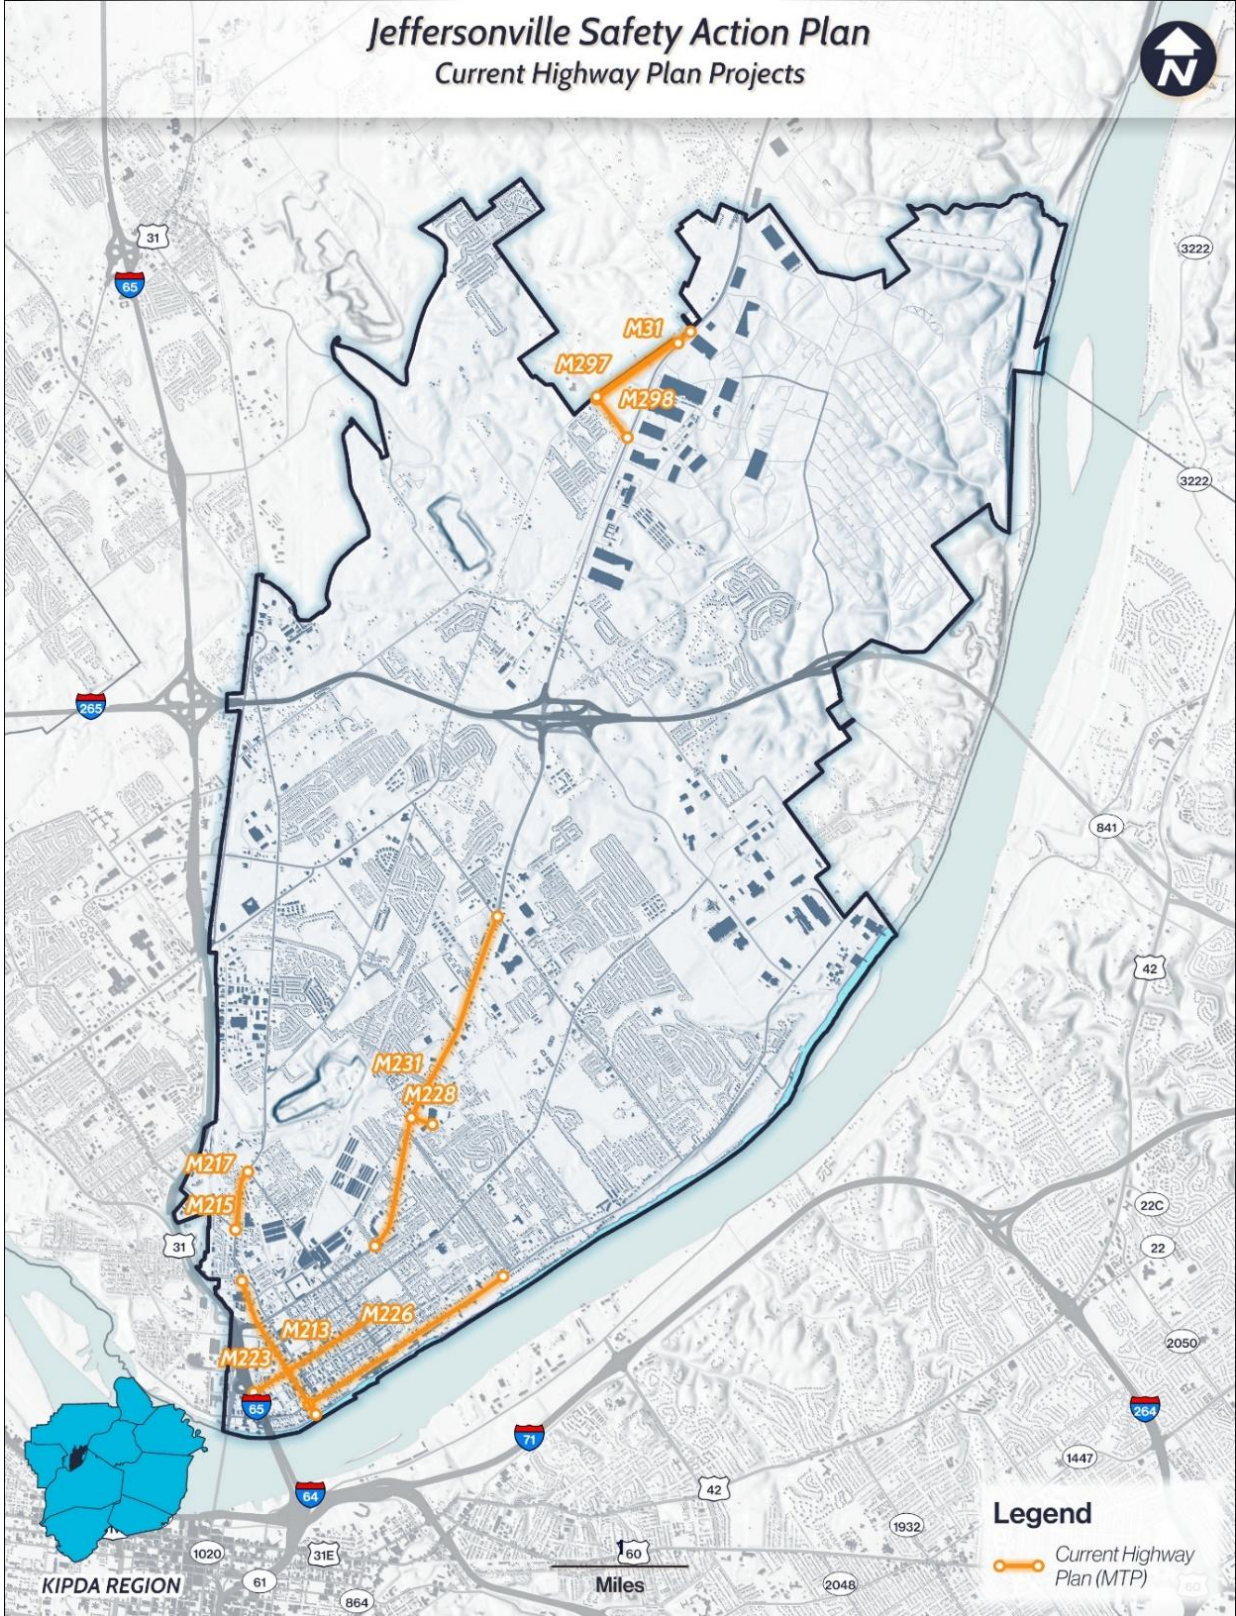 Jeffersonville Safety Action Plan
Current Highway Plan Projects
N
31
3222
65
M31
M297
M298
3222
265
841
42
M231
M228
M217
M215
22C
31
22
M226
M213
2050
M223
65
264
71
1447
42
64
Legend
1932
1020
31E
1
60
Current Highway
Plan (MTP)
KIPDA REGION
61
Miles
2048
60
864